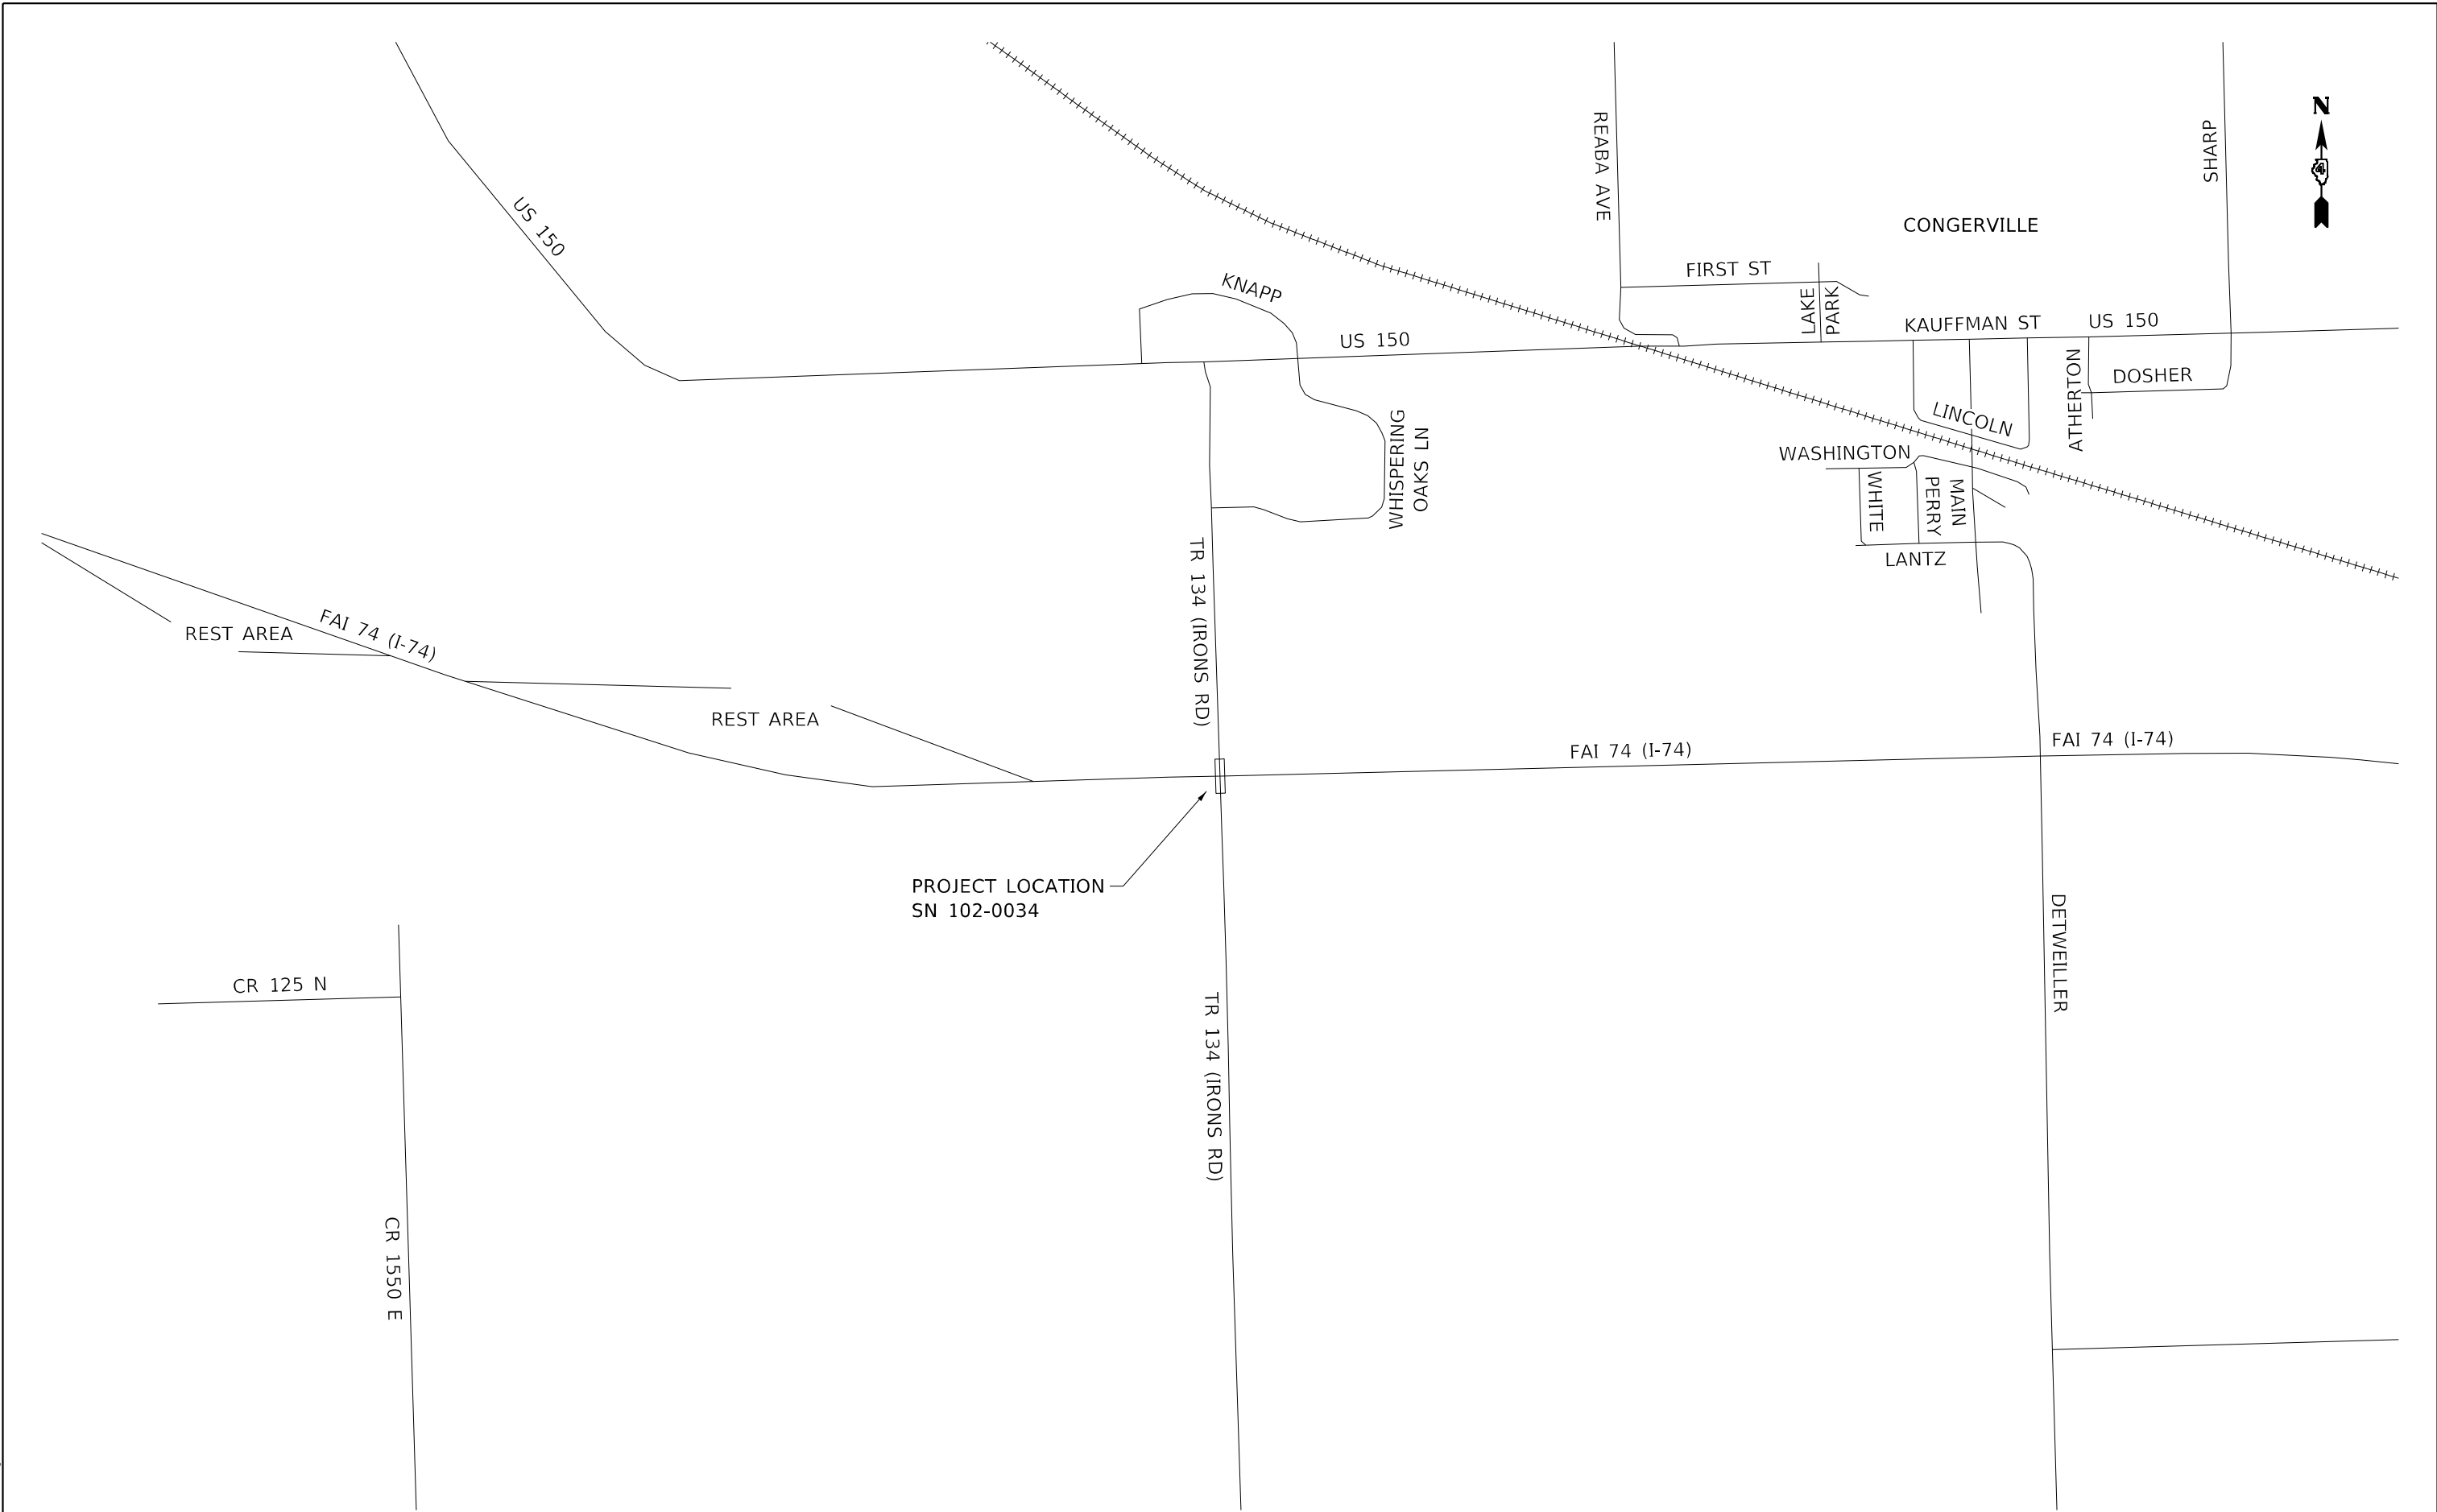 N
4
REABA AVE
SHARP
US 150
CONGERVILLE
FIRST ST
KNAPP
LAKE
PARK
KAUFFMAN ST
US 150
US 150
ATHERTON
DOSHER
LINCOLN
WHISPERING
OAKS LN
WASHINGTON
WHITE
PERRY
MAIN
LANTZ
TR 134 (IRONS RD)
FAI 74 (I-74)
REST AREA
REST AREA
FAI 74 (I-74)
FAI 74 (I-74)
PROJECT LOCATION
SN 102-0034
DETWEILLER
CR 125 N
TR 134 (IRONS RD)
CR 1550 E